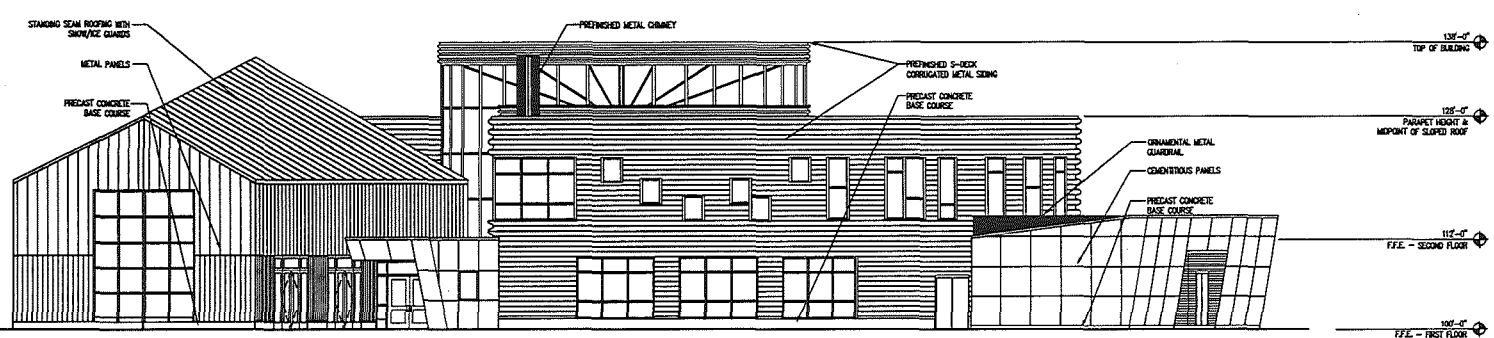 STANDING SEAM ROOFING WITH
SNOW/ICE GUARDS
METAL PANELS
PRECAST CONCRETE
BASE COURSE
PREFINISHED METAL CHIMNEY
PREFINISHED S-DECK
CORRUGATED METAL SIDING
PRECAST CONCRETE
BASE COURSE
ORNAMENTAL METAL
GUARDRAIL
CEMENTITIOUS PANELS
PRECAST CONCRETE
BASE COURSE
138'-0"
TOP OF BUILDING
128'-0"
PARAPET HEIGHT &
MIDPOINT OF SLOPED ROOF
112'-0"
F.F.E. - SECOND FLOOR
100'-0"
F.F.E. - FIRST FLOOR